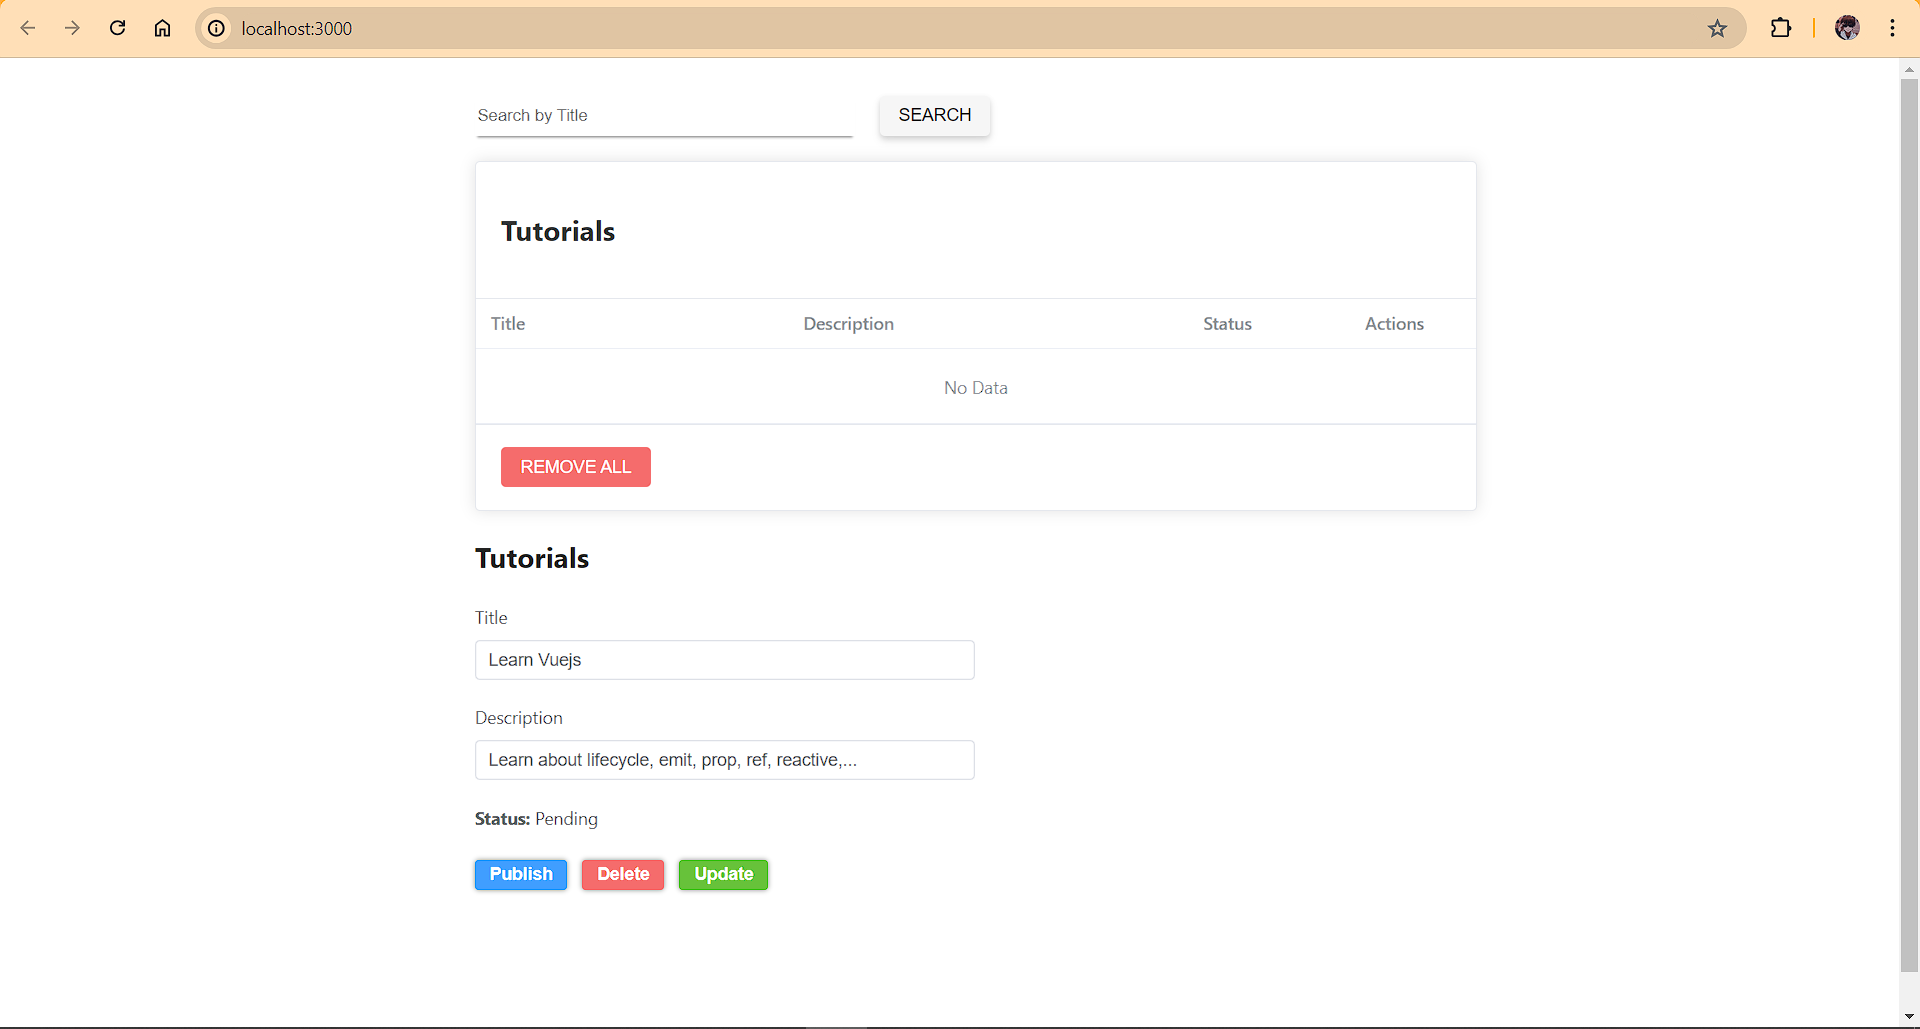 localhost:3000
Search by Title SEARCH
Tutorials
Title Description Status Actions
No Data
REMOVE ALL
Tutorials
Title
Learn Vuejs
Description
Learn about lifecycle, emit, prop, ref, reactive,...
Status: Pending
Publish Delete Update